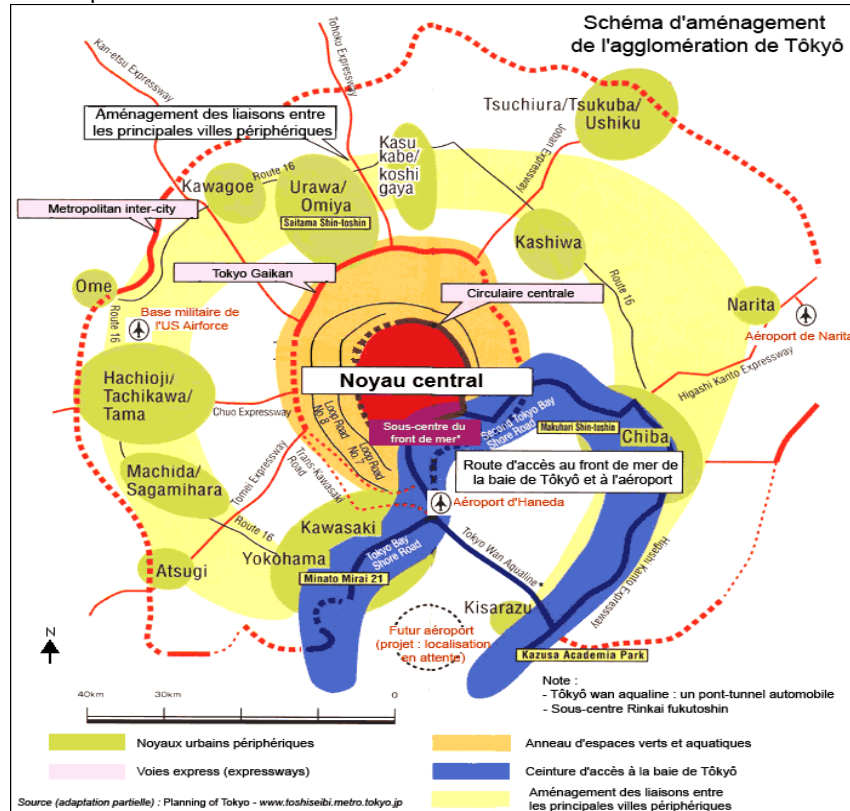 Schéma d'aménagement
de l'agglomération de Tôkyô
Kan-etsu Expressway
Tohoku Expressway
Tsuchiura/Tsukuba/
Ushiku
Aménagement des liaisons entre
les principales villes périphériques
Joban Expressway
Kasu
kabe/
koshi
gaya
Route 16
Kawagoe
Urawa/
Omiya
Saitama Shin-toshin
Metropolitan inter-city
Kashiwa
Tokyo Gaikan
Circulaire centrale
Ome
Route 16
Route 16
Narita
Base militaire de
l'US Airforce
Aéroport de Narita
Hachioji/
Tachikawa/
Tama
Noyau central
Higashi Kanto Expressway
Chuo Expressway
Loop Road
No.8
Loop Road
No.7
Sous-centre du
front de mer*
Second Tokyo Bay
Shore Road
Makuhari Shin-toshin
Chiba
Machida/
Sagamihara
Tomei Expressway
Trans-Kawasaki
Road
Route d'accès au front de mer de
la baie de Tôkyô et à l'aéroport
Aéroport d'Haneda
Route 16
Kawasaki
Yokohama
Tokyo Bay
Shore Road
Tokyo Wan Aqualine*
Higashi Kanto Expressway
Atsugi
Minato Mirai 21
Kisarazu
N
Futur aéropôrt
(projet : localisation
en attente)
Kazusa Academia Park
Note :
- Tôkyô wan aqualine : un pont-tunnel automobile
- Sous-centre Rinkai fukutoshin
40km
30km
0
Noyaux urbains périphériques
Anneau d'espaces verts et aquatiques
Voies express (expressways)
Ceinture d'accès à la baie de Tôkyô
Aménagement des liaisons entre
les principales villes périphériques
Source (adaptation partielle) : Planning of Tokyo - www.toshiseibi.metro.tokyo.jp